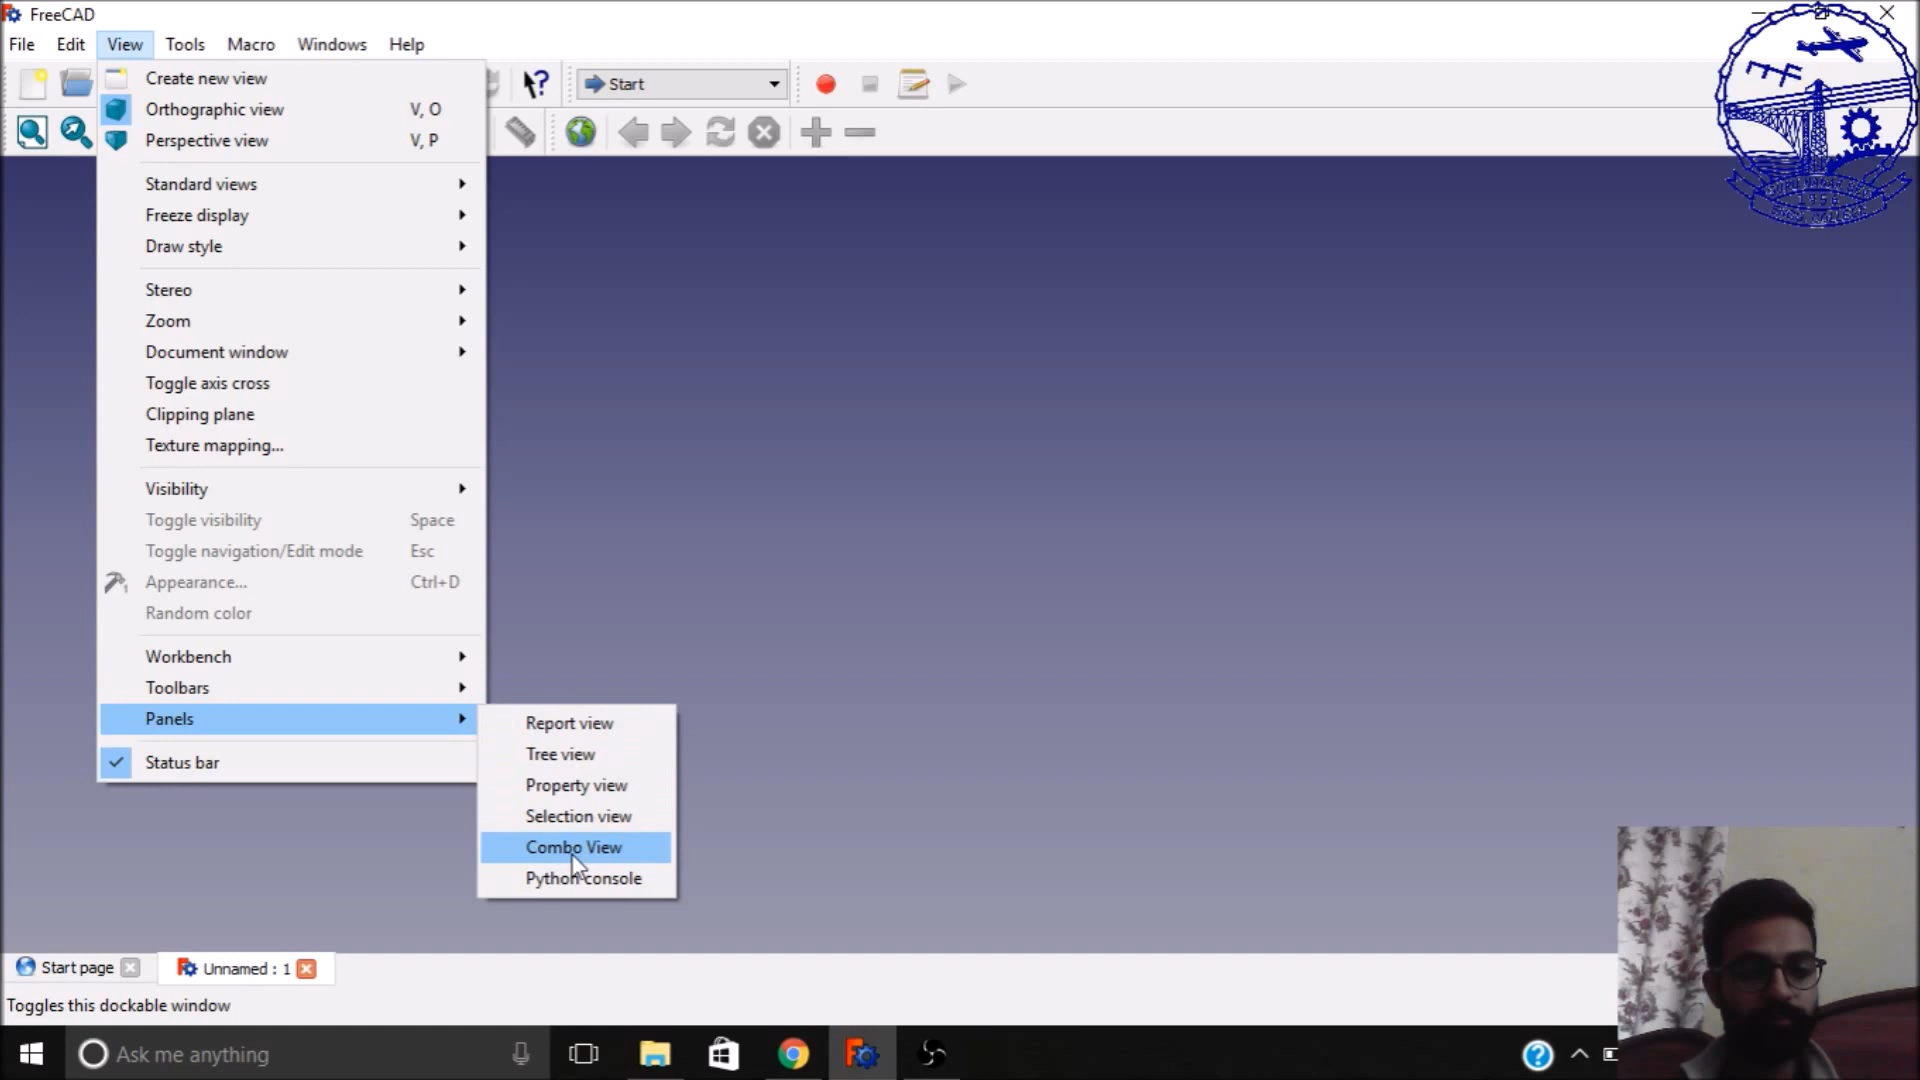 FreeCAD
File Edit View Tools Macro Windows Help
Create new view
Start
Orthographic view V, O
Perspective view V, P
Standard views
Freeze display
Draw style
Stereo
Zoom
Document window
Toggle axis cross
Clipping plane
Texture mapping...
Visibility
Toggle visibility Space
Toggle navigation/Edit mode Esc
Appearance... Ctrl+D
Random color
Workbench
Toolbars
Panels
Status bar
Report view
Tree view
Property view
Selection view
Combo View
Python console
1956
Start page
Unnamed : 1
Toggles this dockable window
Ask me anything